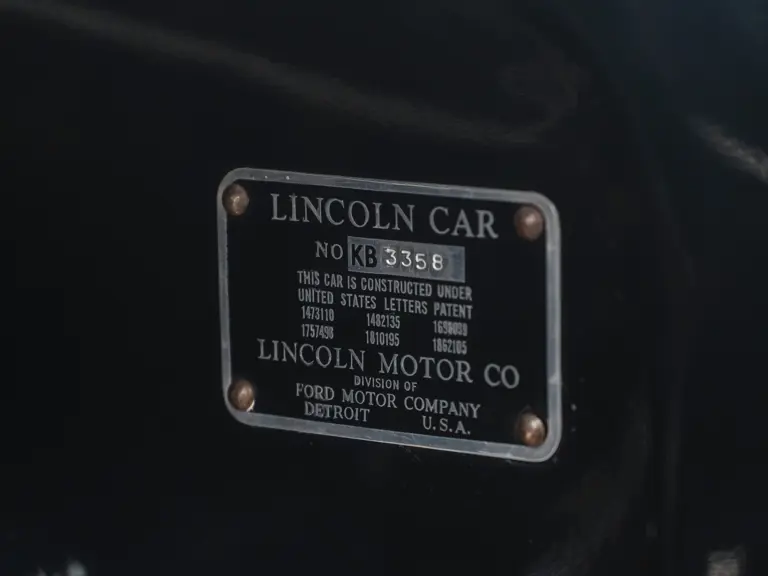 LINCOLN CAR
NO KB 3358
THIS CAR IS CONSTRUCTED UNDER
UNITED STATES LETTERS PATENT
1473110 1482135
1757498 1810195 1862105
LINCOLN MOTOR CO
DIVISION OF
FORD MOTOR COMPANY
DETROIT U.S.A.